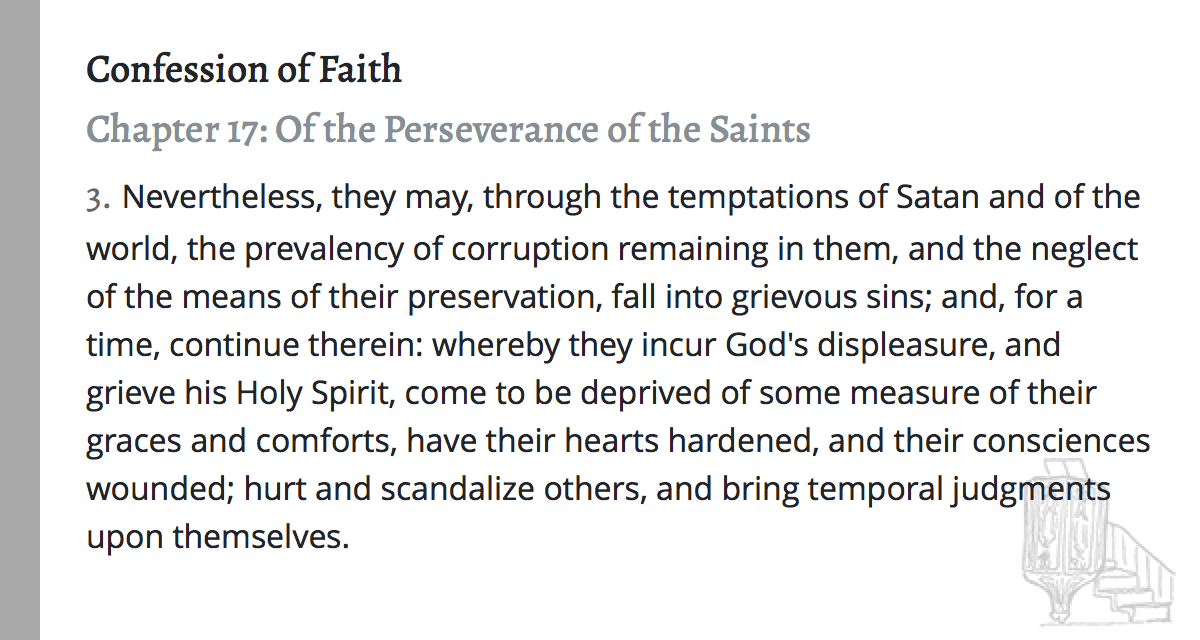 Confession of Faith
Chapter 17: Of the Perseverance of the Saints
3. Nevertheless, they may, through the temptations of Satan and of the
world, the prevalency of corruption remaining in them, and the neglect
of the means of their preservation, fall into grievous sins; and, for a
time, continue therein: whereby they incur God's displeasure, and
grieve his Holy Spirit, come to be deprived of some measure of their
graces and comforts, have their hearts hardened, and their consciences
wounded; hurt and scandalize others, and bring temporal judgments
upon themselves.